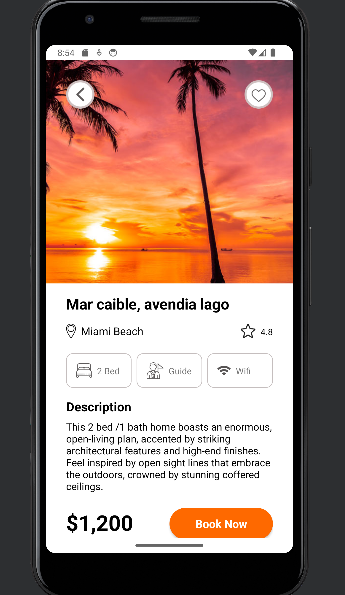 8:54
Mar caible, avendia lago
Miami Beach
4.8
2 Bed
Guide
Wifi
Description
This 2 bed /1 bath home boasts an enormous,
open-living plan, accented by striking
architectural features and high-end finishes.
Feel inspired by open sight lines that embrace
the outdoors, crowned by stunning coffered
ceilings.
$1,200
Book Now